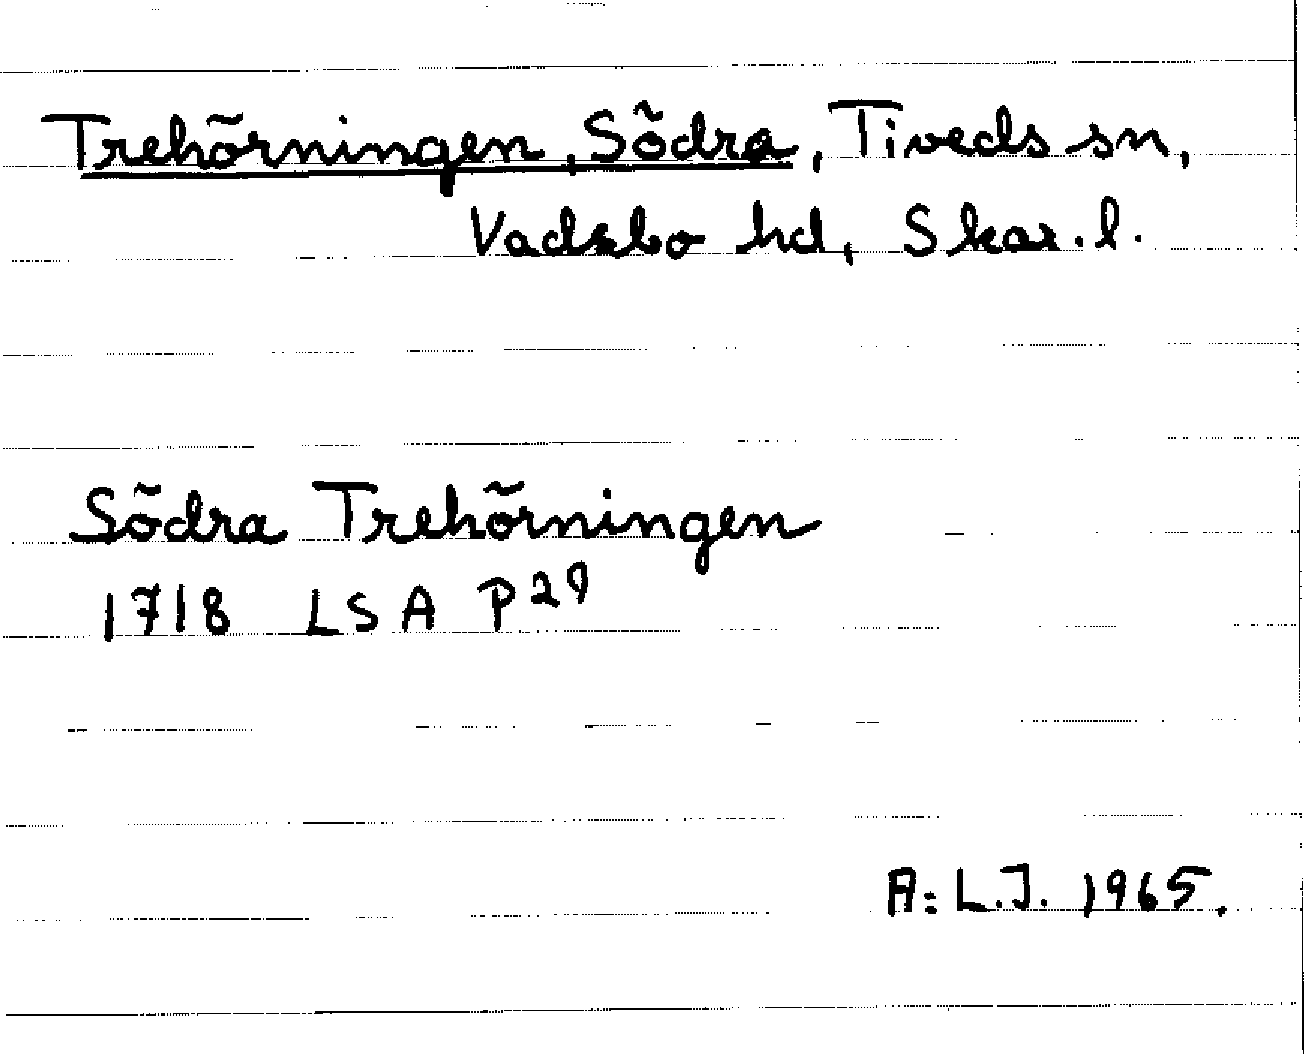 Trehörningen, Södra, Tiveds sn,
Vadsbo hd, Skar. l.
Södra Trehörningen
1718 LSA P29
A: L.J. 1965.